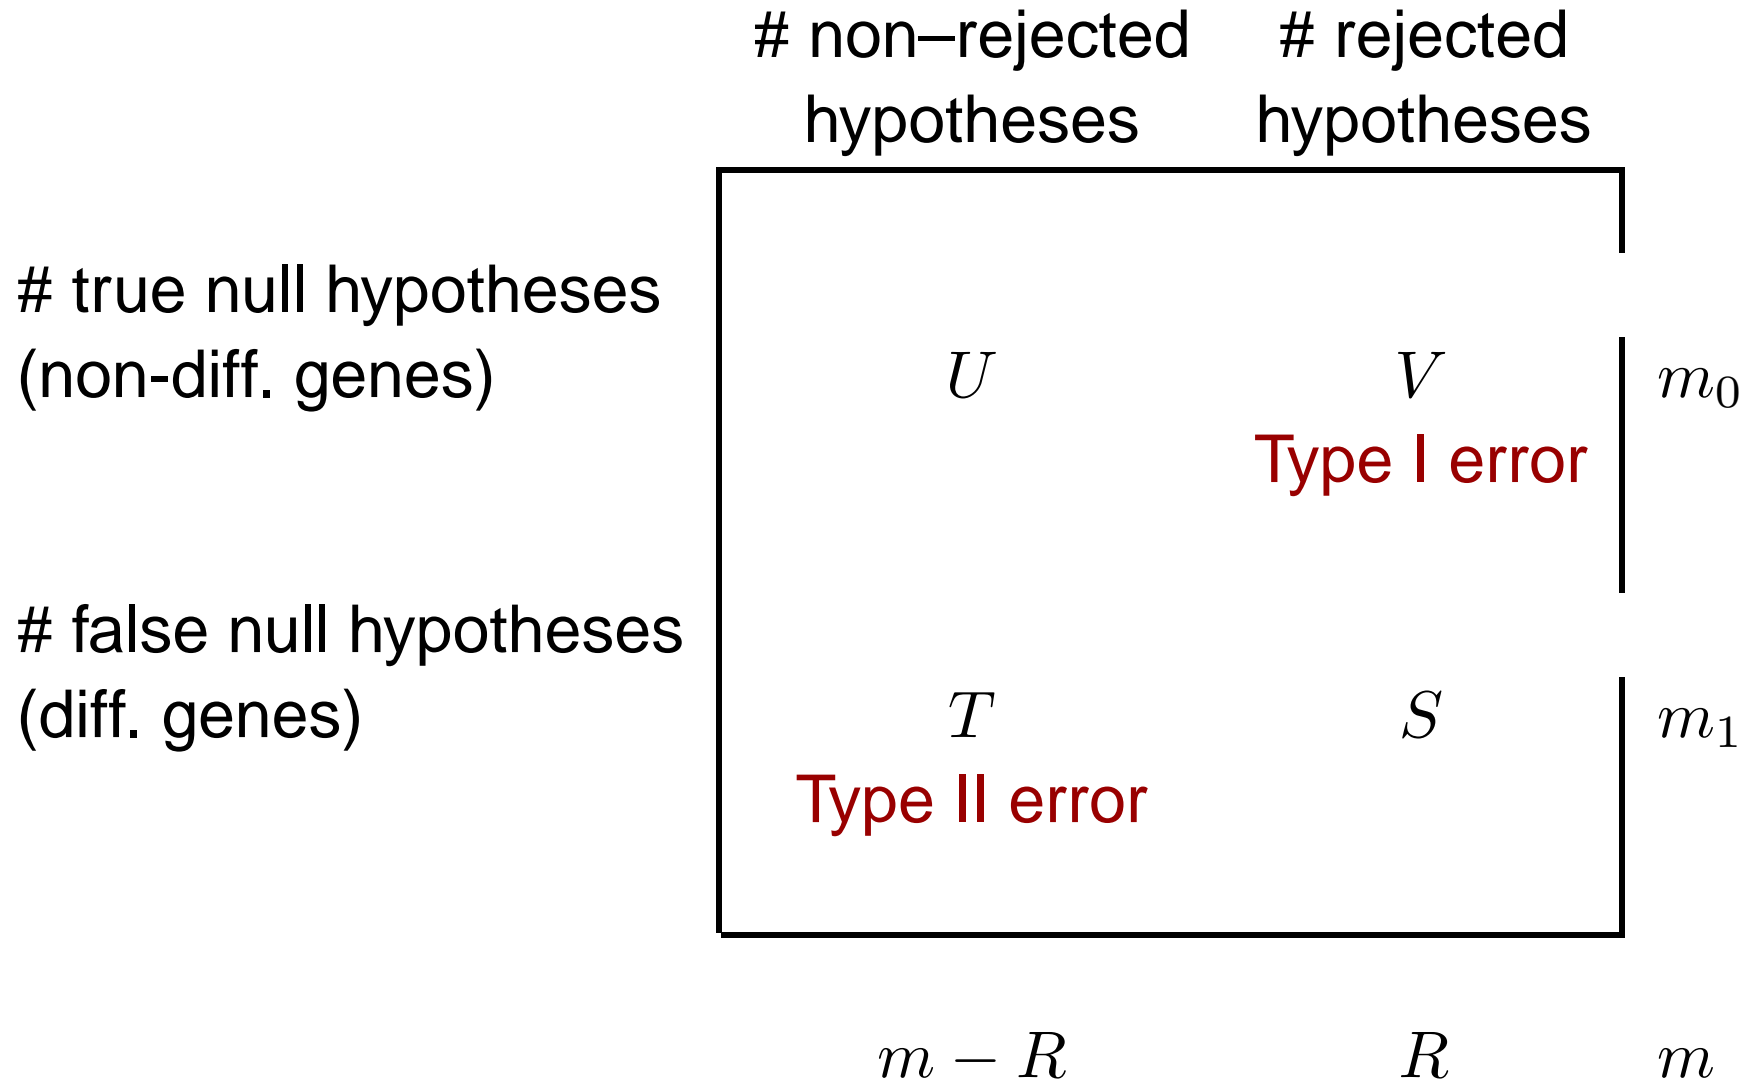 # non–rejected # rejected
hypotheses hypotheses
# true null hypotheses
(non-diff. genes) U V m₀
Type I error
# false null hypotheses
(diff. genes) T S m₁
Type II error
m − R R m